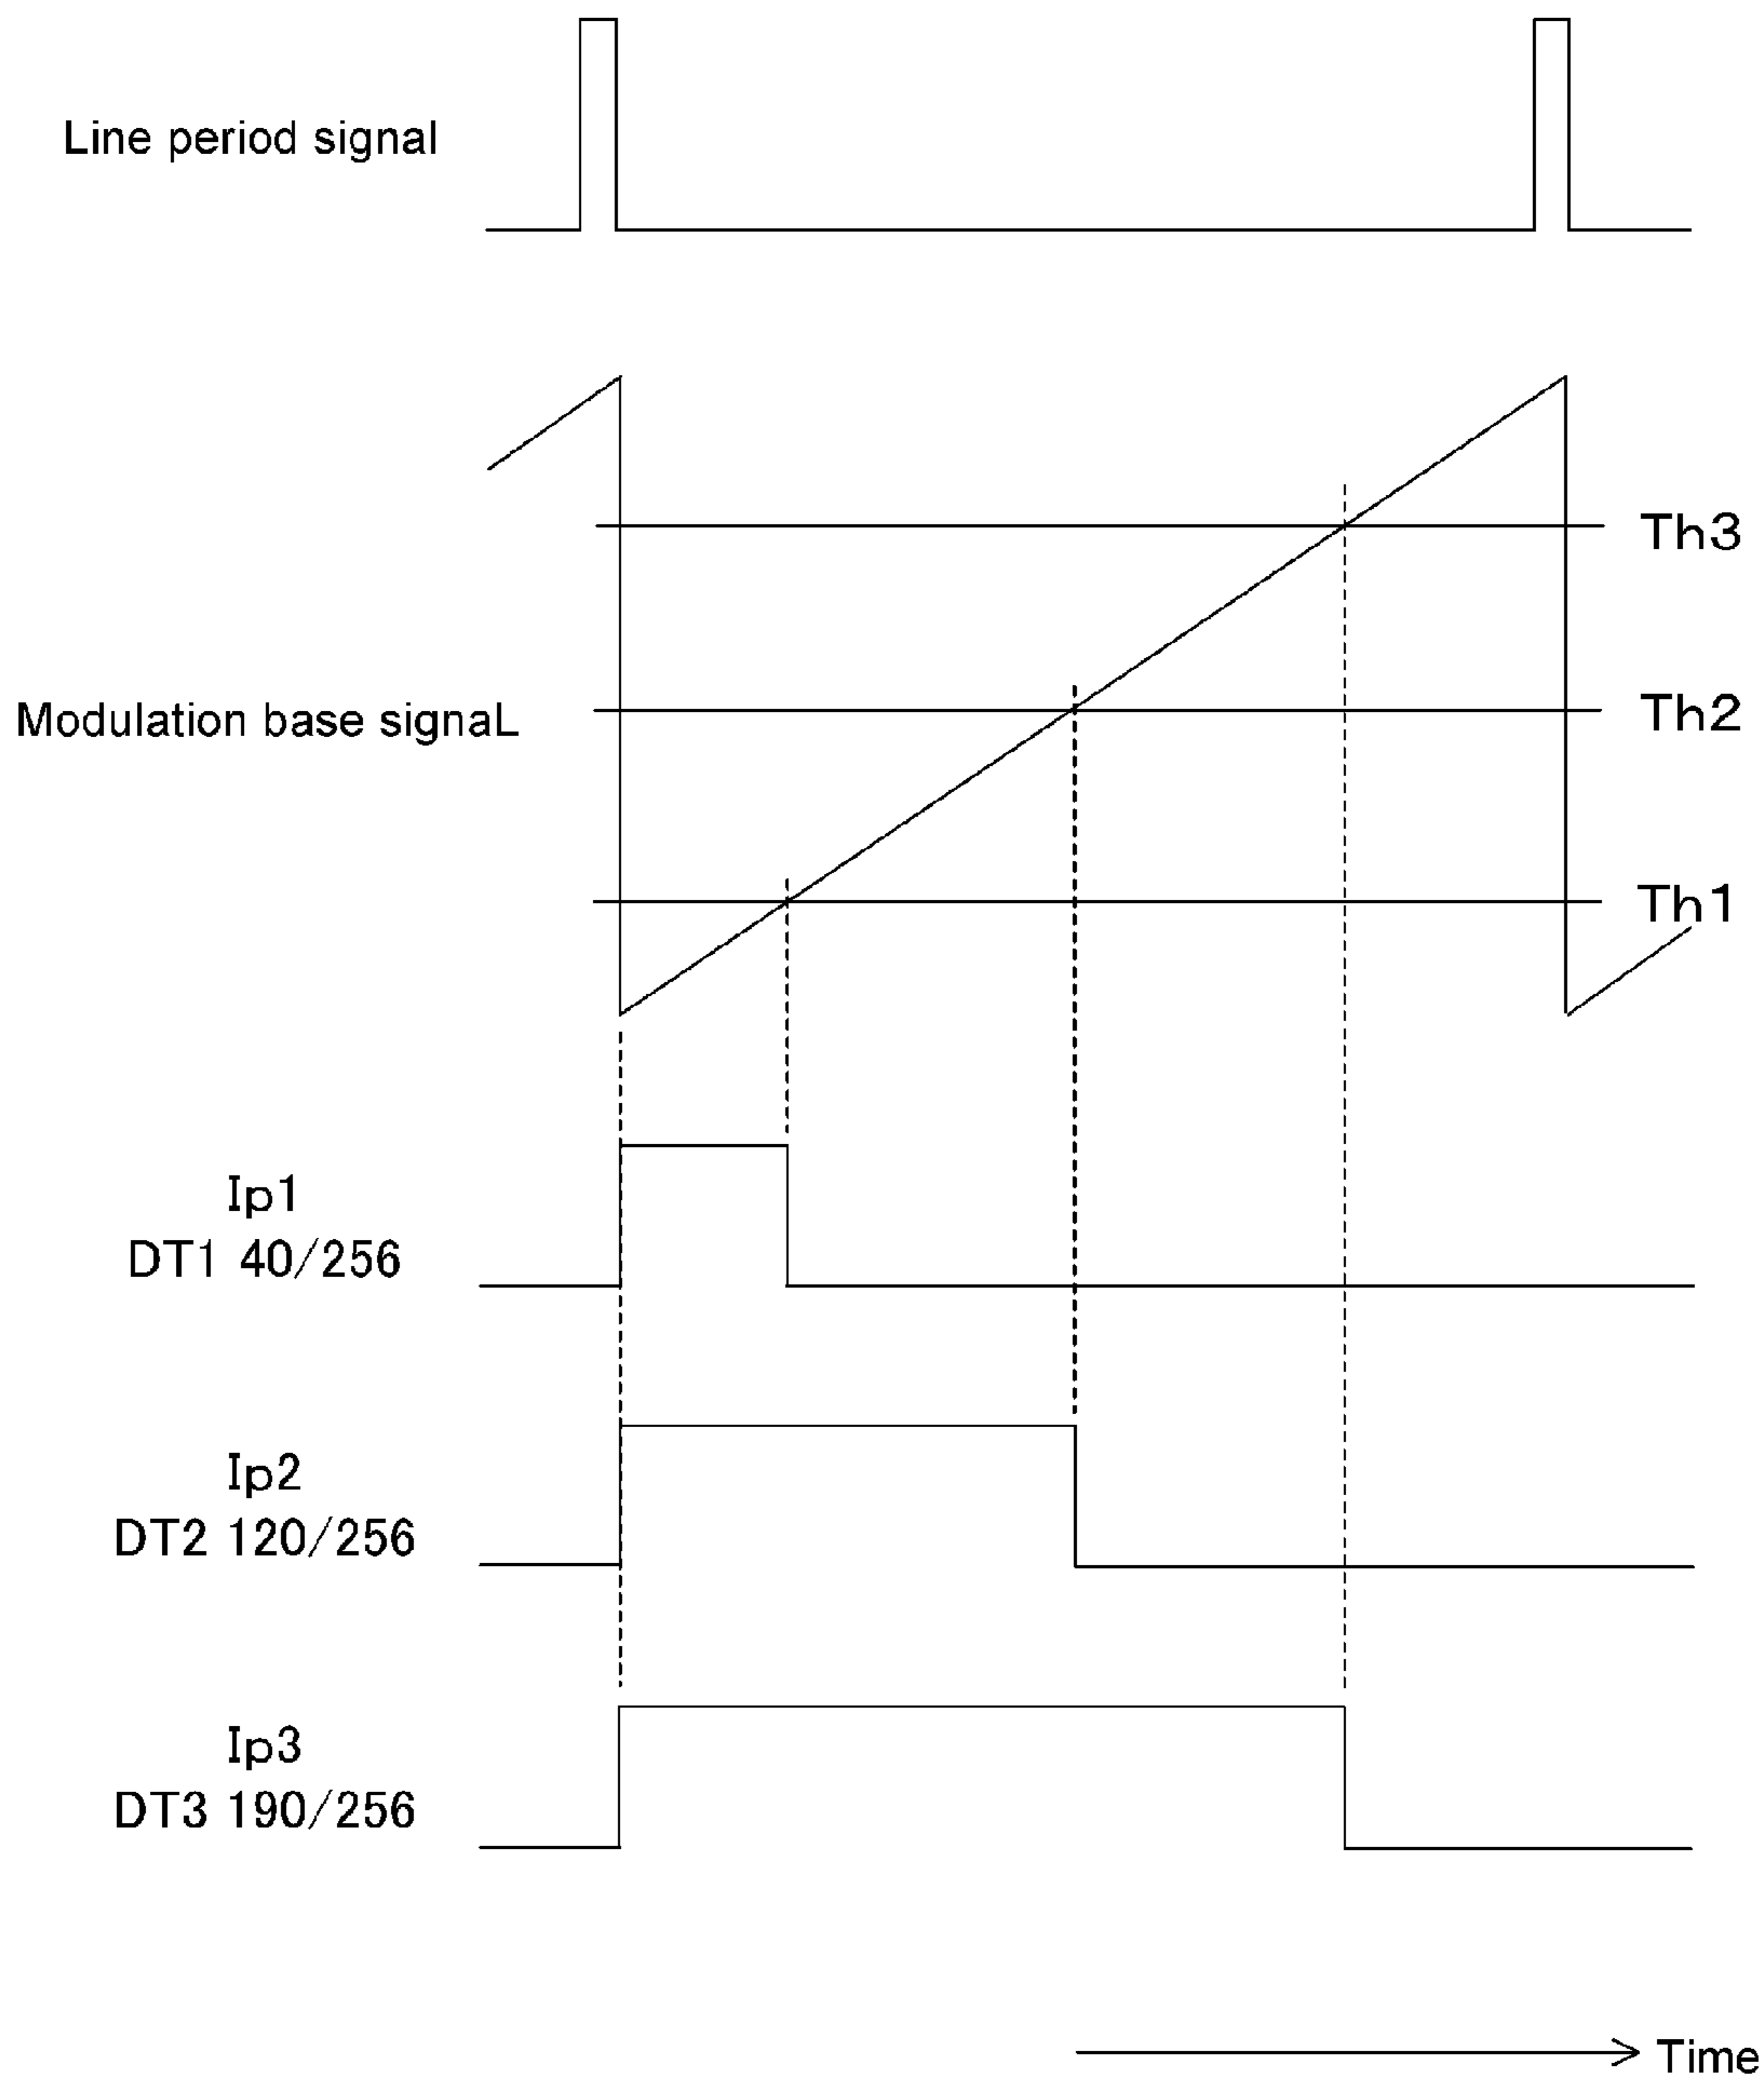 Line period signal
Th3
Modulation base signaL
Th2
Th1
Ip1
DT1 40/256
Ip2
DT2 120/256
Ip3
DT3 190/256
Time